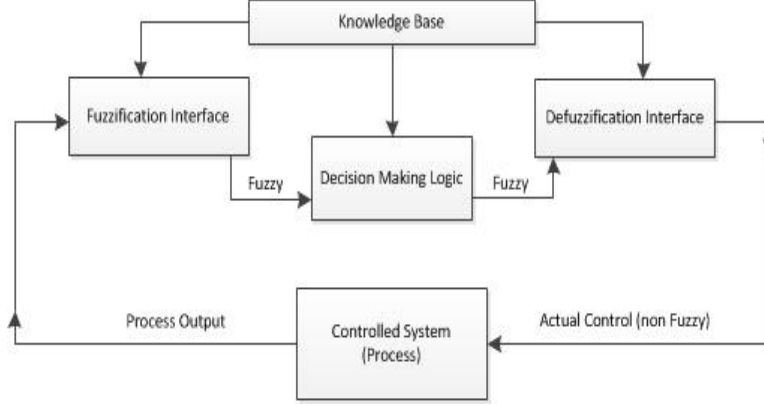 Knowledge Base
Fuzzification Interface
Defuzzification Interface
Decision Making Logic
Fuzzy
Fuzzy
Process Output
Controlled System
(Process)
Actual Control (non Fuzzy)